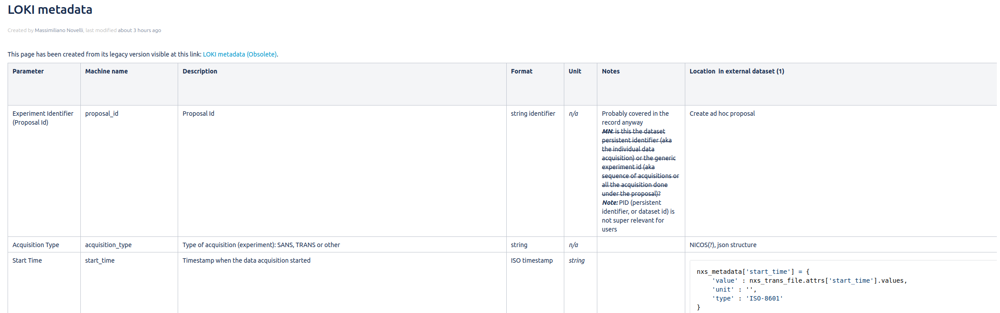 LOKI metadata
Created by Massimiliano Novelli, last modified about 3 hours ago
This page has been created from its legacy version visible at this link: LOKI metadata (Obsolete).
Parameter
Machine name
Description
Format
Unit
Notes
Location  in external dataset (1)
Experiment Identifier
(Proposal Id)
proposal_id
Proposal Id
string identifier
n/a
Probably covered in the
record anyway
MN: is this the dataset
persistent identifier (aka
the individual data
acquisition) or the generic
experiment id (aka
sequence of acquisitions or
all the acquisition done
under the proposal)?
Note: PID (persistent
identifier, or dataset id) is
not super relevant for
users
Create ad hoc proposal
Acquisition Type
acquisition_type
Type of acquisition (experiment): SANS, TRANS or other
string
n/a
NICOS(?), json structure
Start Time
start_time
Timestamp when the data acquisition started
ISO timestamp
string
nxs_metadata['start_time'] = {
    'value' : nxs_trans_file.attrs['start_time'].values,
    'unit' : '',
    'type' : 'ISO-8601'
}